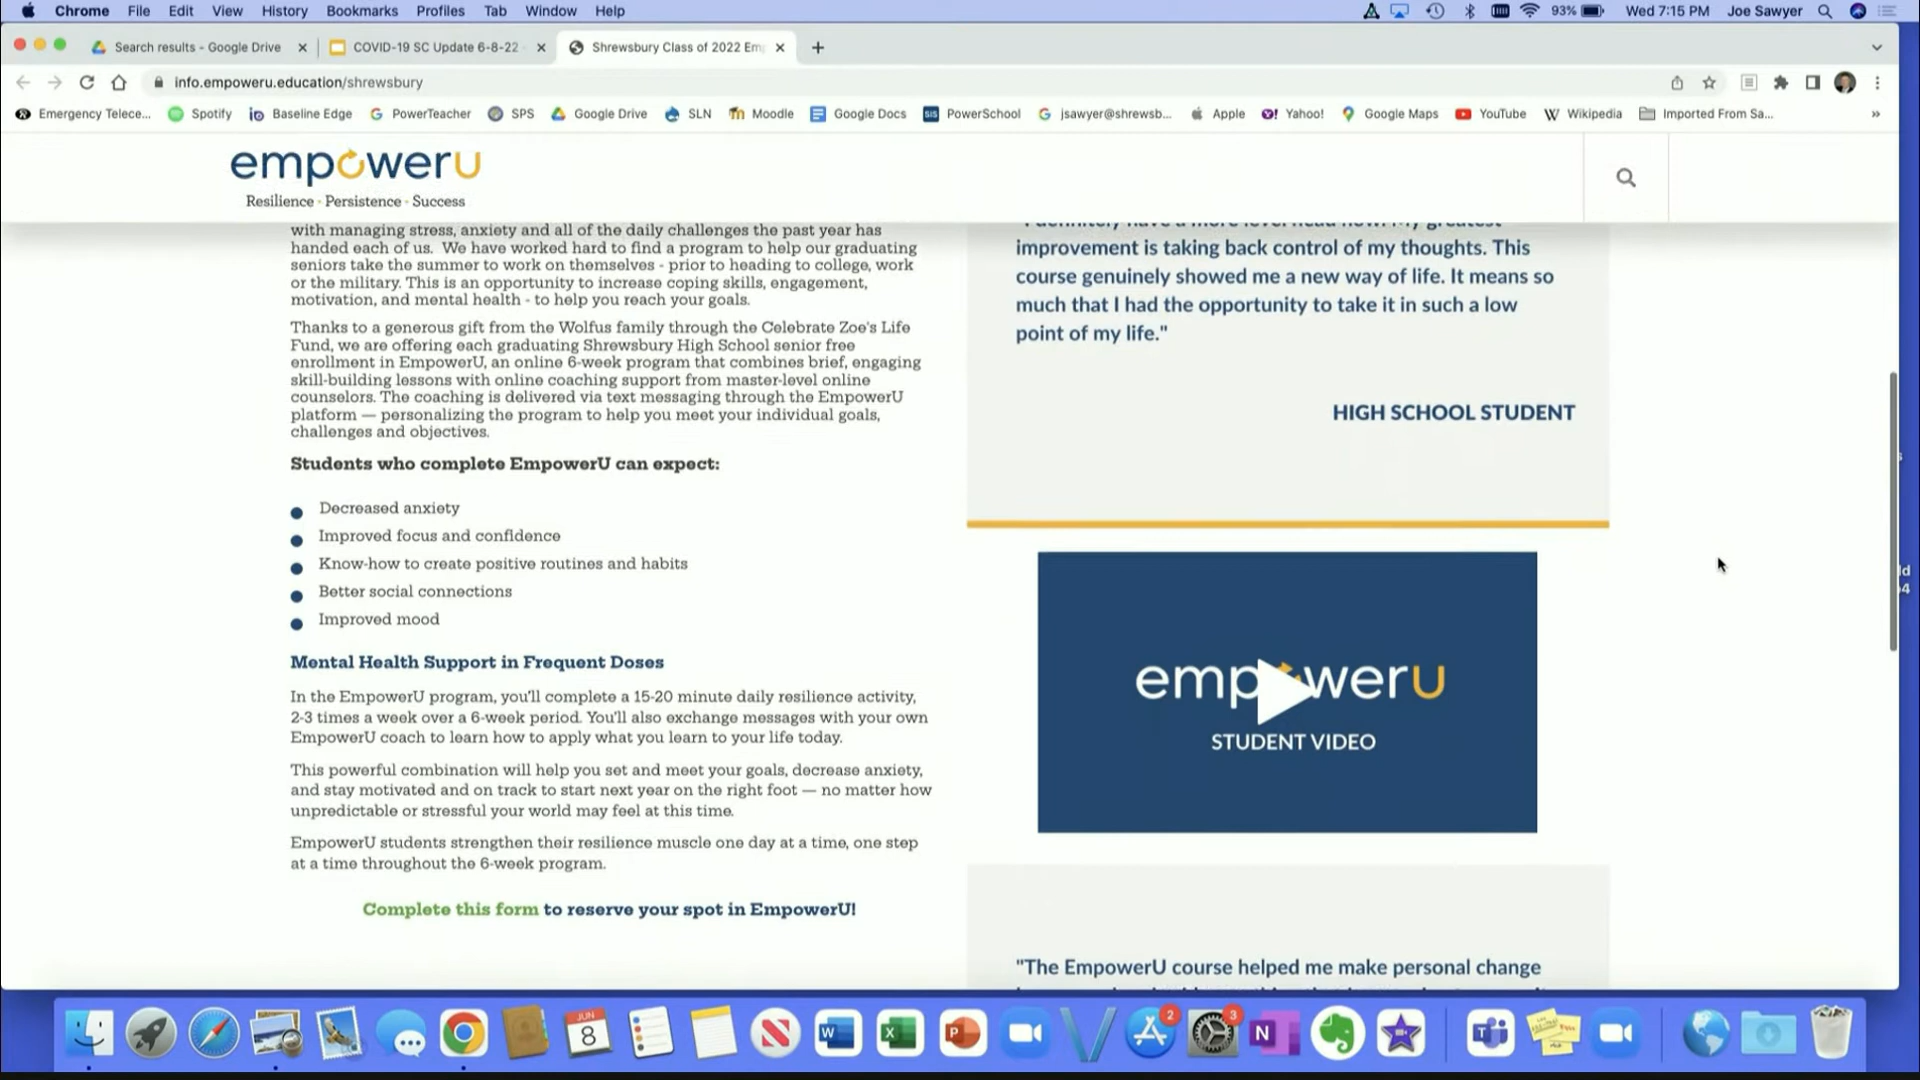 Chrome File Edit View History Bookmarks Profiles Tab Window Help 93% Wed 7:15 PM Joe Sawyer
Search results - Google Drive COVID-19 SC Update 6-8-22 Shrewsbury Class of 2022 Em
info.empoweru.education/shrewsbury
Emergency Telece... Spotify Baseline Edge PowerTeacher SPS Google Drive SLN Moodle Google Docs PowerSchool jsawyer@shrewsb... Apple Yahoo! Google Maps YouTube Wikipedia Imported From Sa... »
empowerU
Resilience · Persistence · Success
with managing stress, anxiety and all of the daily challenges the past year has
handed each of us. We have worked hard to find a program to help our graduating
seniors take the summer to work on themselves - prior to heading to college, work
or the military. This is an opportunity to increase coping skills, engagement,
motivation, and mental health - to help you reach your goals.
Thanks to a generous gift from the Wolfus family through the Celebrate Zoe's Life
Fund, we are offering each graduating Shrewsbury High School senior free
enrollment in EmpowerU, an online 6-week program that combines brief, engaging
skill-building lessons with online coaching support from master-level online
counselors. The coaching is delivered via text messaging through the EmpowerU
platform — personalizing the program to help you meet your individual goals,
challenges and objectives.
Students who complete EmpowerU can expect:
Decreased anxiety
Improved focus and confidence
Know-how to create positive routines and habits
Better social connections
Improved mood
Mental Health Support in Frequent Doses
In the EmpowerU program, you'll complete a 15-20 minute daily resilience activity,
2-3 times a week over a 6-week period. You'll also exchange messages with your own
EmpowerU coach to learn how to apply what you learn to your life today.
This powerful combination will help you set and meet your goals, decrease anxiety,
and stay motivated and on track to start next year on the right foot — no matter how
unpredictable or stressful your world may feel at this time.
EmpowerU students strengthen their resilience muscle one day at a time, one step
at a time throughout the 6-week program.
Complete this form to reserve your spot in EmpowerU!
"I definitely have a more level head now. My greatest
improvement is taking back control of my thoughts. This
course genuinely showed me a new way of life. It means so
much that I had the opportunity to take it in such a low
point of my life."
HIGH SCHOOL STUDENT
empowerU
STUDENT VIDEO
"The EmpowerU course helped me make personal change
JUN
8
2
3